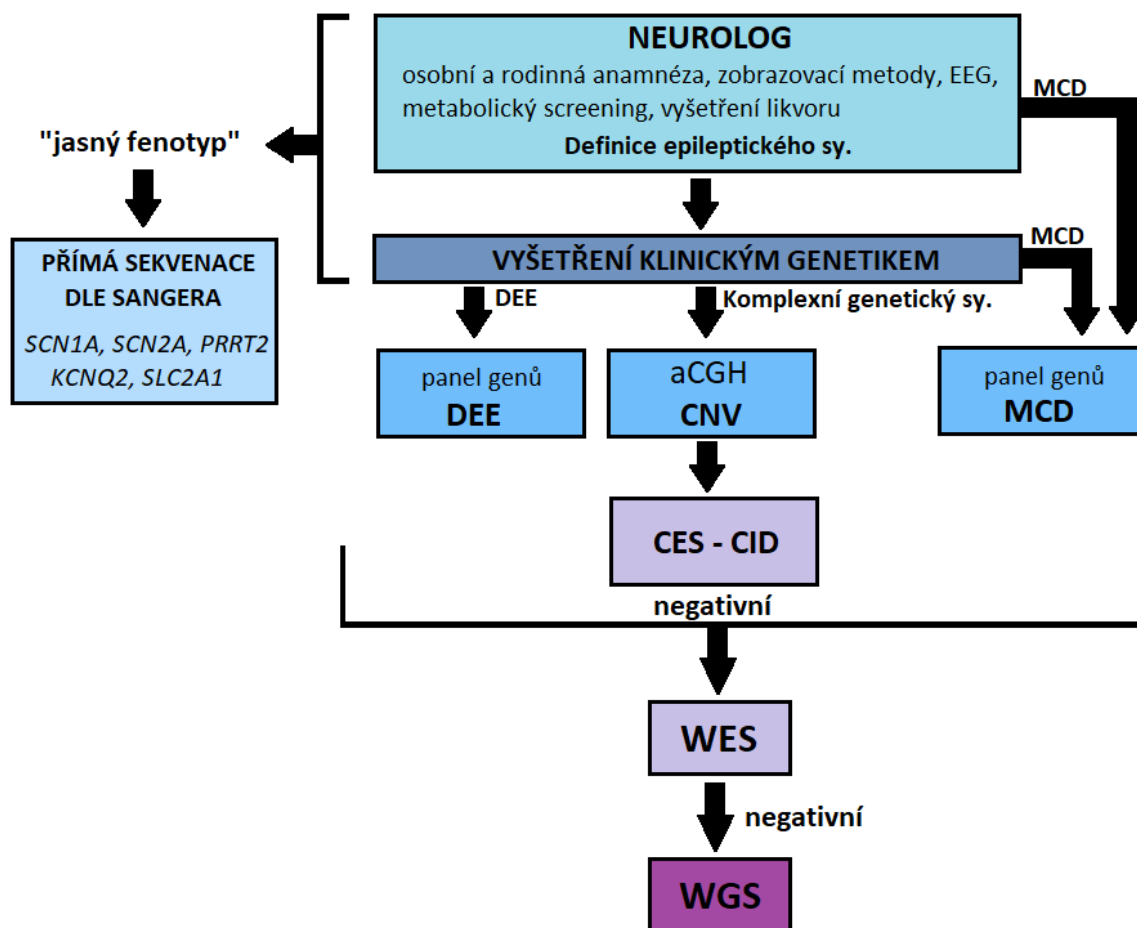 NEUROLOG
osobní a rodinná anamnéza, zobrazovací metody, EEG,
metabolický screening, vyšetření likvoru
Definice epileptického sy.
MCD
"jasný fenotyp"
PŘÍMÁ SEKVENACE
DLE SANGERA
SCN1A, SCN2A, PRRT2
KCNQ2, SLC2A1
VYŠETŘENÍ KLINICKÝM GENETIKEM
MCD
DEE
Komplexní genetický sy.
panel genů
DEE
aCGH
CNV
panel genů
MCD
CES - CID
negativní
WES
negativní
WGS